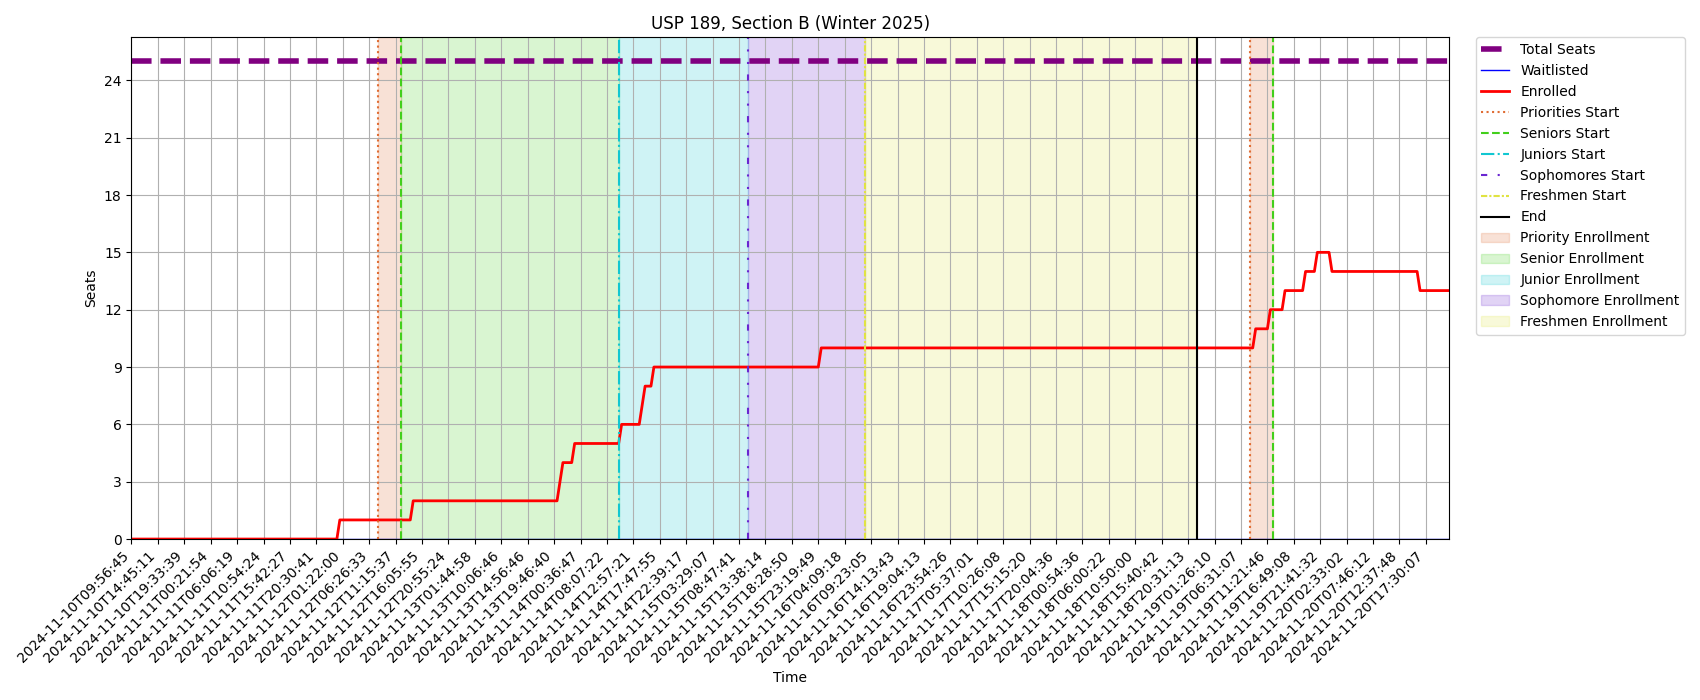 USP 189, Section B (Winter 2025)
Total Seats
Waitlisted
Enrolled
Priorities Start
Seniors Start
Juniors Start
Sophomores Start
Freshmen Start
End
Priority Enrollment
Senior Enrollment
Junior Enrollment
Sophomore Enrollment
Freshmen Enrollment
Seats
24
21
18
15
12
9
6
3
0
2024-11-10T09:56:45
2024-11-10T14:45:11
2024-11-10T19:33:39
2024-11-11T00:21:54
2024-11-11T06:06:19
2024-11-11T10:54:24
2024-11-11T15:42:27
2024-11-11T20:30:41
2024-11-12T01:22:00
2024-11-12T06:26:33
2024-11-12T11:15:37
2024-11-12T16:05:55
2024-11-12T20:55:24
2024-11-13T01:44:58
2024-11-13T10:06:46
2024-11-13T14:56:46
2024-11-13T19:46:40
2024-11-14T00:36:47
2024-11-14T08:07:22
2024-11-14T12:57:21
2024-11-14T17:47:55
2024-11-14T22:39:17
2024-11-15T03:29:07
2024-11-15T08:47:41
2024-11-15T13:38:14
2024-11-15T18:28:50
2024-11-15T23:19:49
2024-11-16T04:09:18
2024-11-16T09:23:05
2024-11-16T14:13:43
2024-11-16T19:04:13
2024-11-16T23:54:26
2024-11-17T05:37:01
2024-11-17T10:26:08
2024-11-17T15:15:20
2024-11-17T20:04:36
2024-11-18T00:54:36
2024-11-18T06:00:22
2024-11-18T10:50:00
2024-11-18T15:40:42
2024-11-18T20:31:13
2024-11-19T01:26:10
2024-11-19T06:31:07
2024-11-19T11:21:46
2024-11-19T16:49:08
2024-11-19T21:41:32
2024-11-20T02:33:02
2024-11-20T07:46:12
2024-11-20T12:37:48
2024-11-20T17:30:07
Time